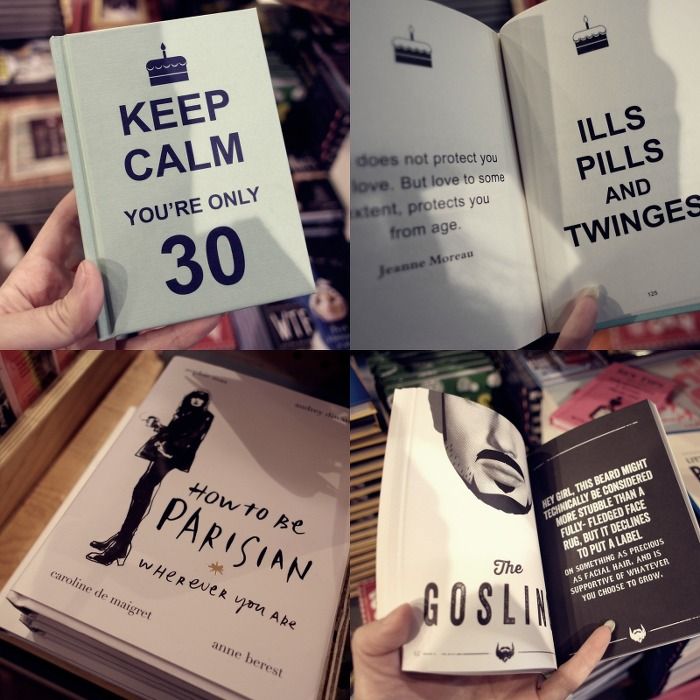 KEEP
CALM
YOU'RE ONLY
30
WTF
does not protect you
love. But love to some
xtent, protects you
from age.
Jeanne Moreau
ILLS
PILLS
AND
TWINGES
125
HOW TO BE
PARISIAN
WHEREVER YOU ARE
caroline de maigret
anne berest
The
GOSLIN
HEY GIRL, THIS BEARD MIGHT
TECHNICALLY BE CONSIDERED
MORE STUBBLE THAN A
FULLY- FLEDGED FACE
RUG, BUT IT DECLINES
TO PUT A LABEL
ON SOMETHING AS PRECIOUS
AS FACIAL HAIR, AND IS
SUPPORTIVE OF WHATEVER
YOU CHOOSE TO GROW.